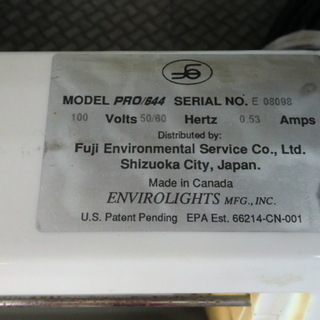 MODEL PRO/644 SERIAL NO. E 08098
100 Volts 50/60 Hertz 0.53 Amps
Distributed by:
Fuji Environmental Service Co., Ltd.
Shizuoka City, Japan.
Made in Canada
ENVIROLIGHTS MFG., INC.
U.S. Patent Pending EPA Est. 66214-CN-001